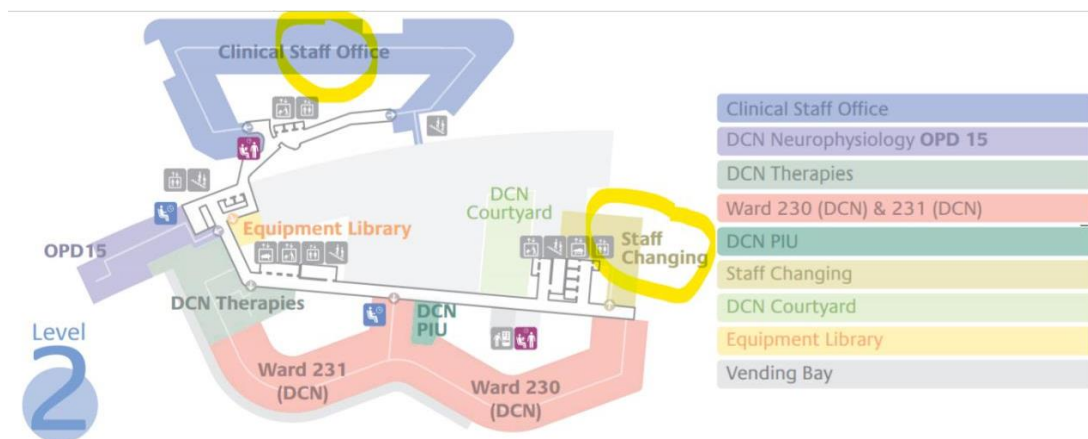 Clinical Staff Office
DCN
Courtyard
Staff
Changing
Equipment Library
OPD15
DCN Therapies
DCN
PIU
Ward 231
(DCN)
Ward 230
(DCN)
Level
2
Clinical Staff Office
DCN Neurophysiology OPD 15
DCN Therapies
Ward 230 (DCN) & 231 (DCN)
DCN PIU
Staff Changing
DCN Courtyard
Equipment Library
Vending Bay